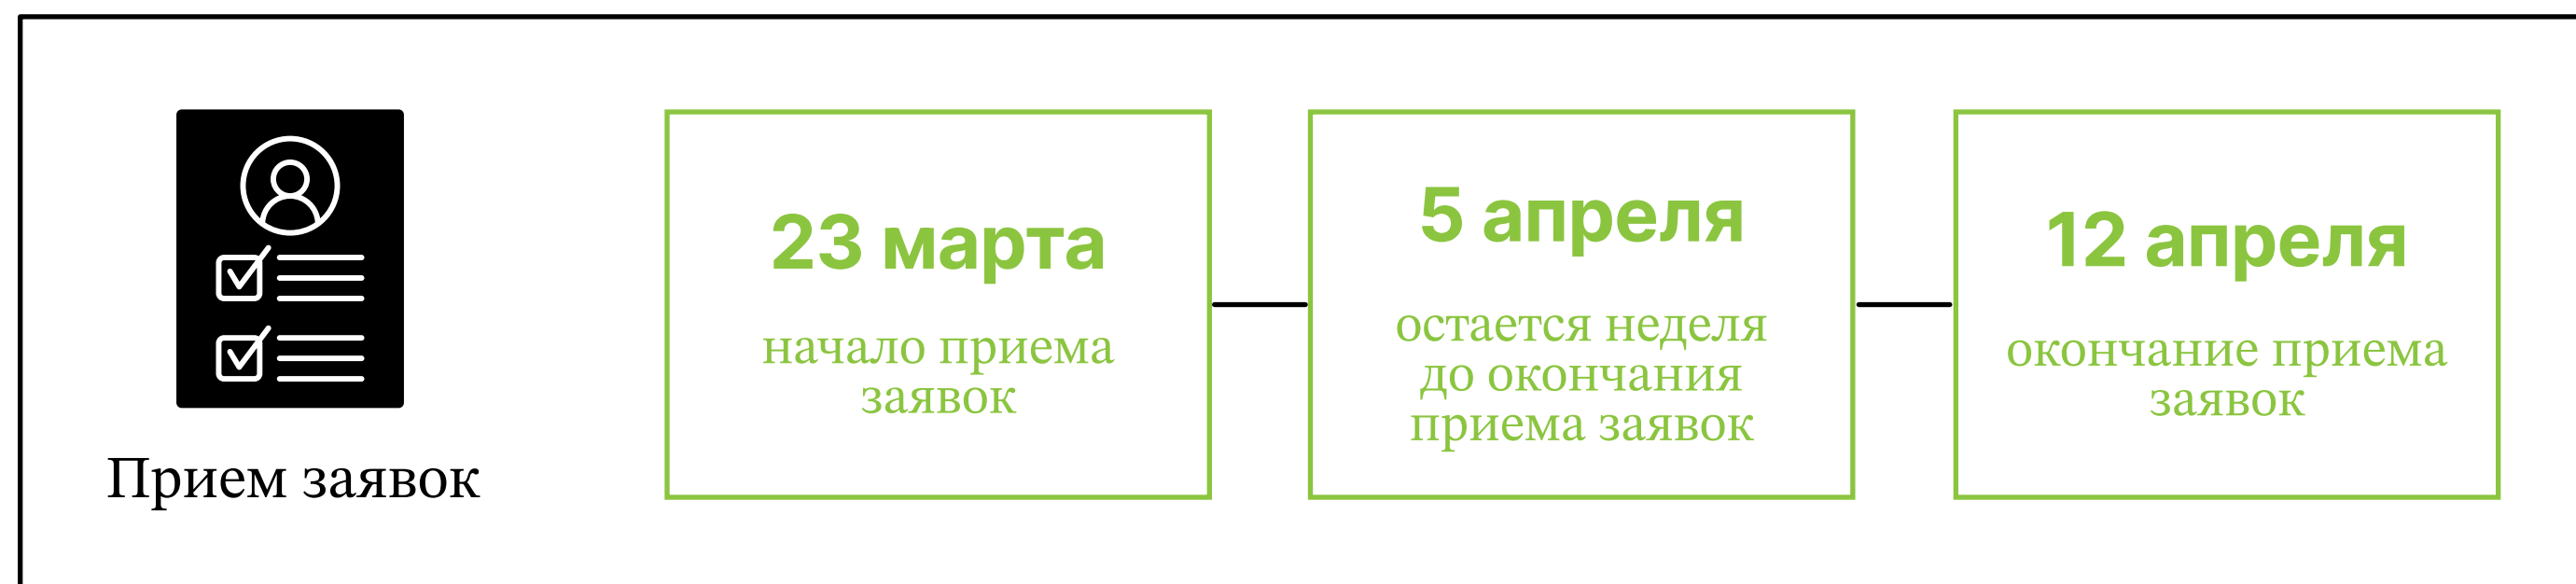 Прием заявок
23 марта
начало приема
заявок
5 апреля
остается неделя
до окончания
приема заявок
12 апреля
окончание приема
заявок